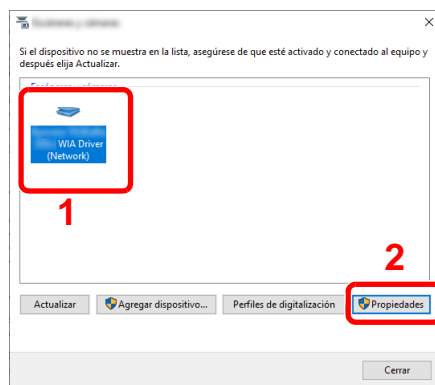 Si el dispositivo no se muestra en la lista, asegúrese de que esté activado y conectado al equipo y
después elija Actualizar.
WIA Driver
(Network)
1
2
Actualizar
Agregar dispositivo...
Perfiles de digitalización
Propiedades
Cerrar